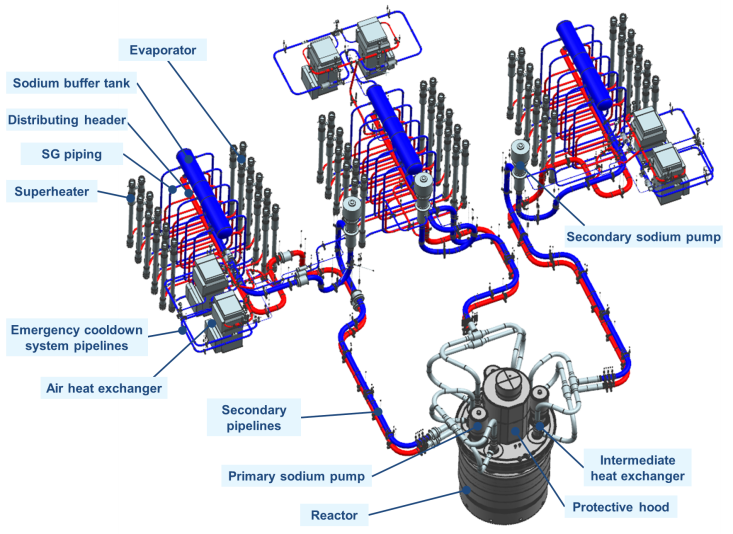 Evaporator
Sodium buffer tank
Distributing header
SG piping
Superheater
Secondary sodium pump
Emergency cooldown
system pipelines
Air heat exchanger
Secondary
pipelines
Primary sodium pump
Intermediate
heat exchanger
Reactor
Protective hood